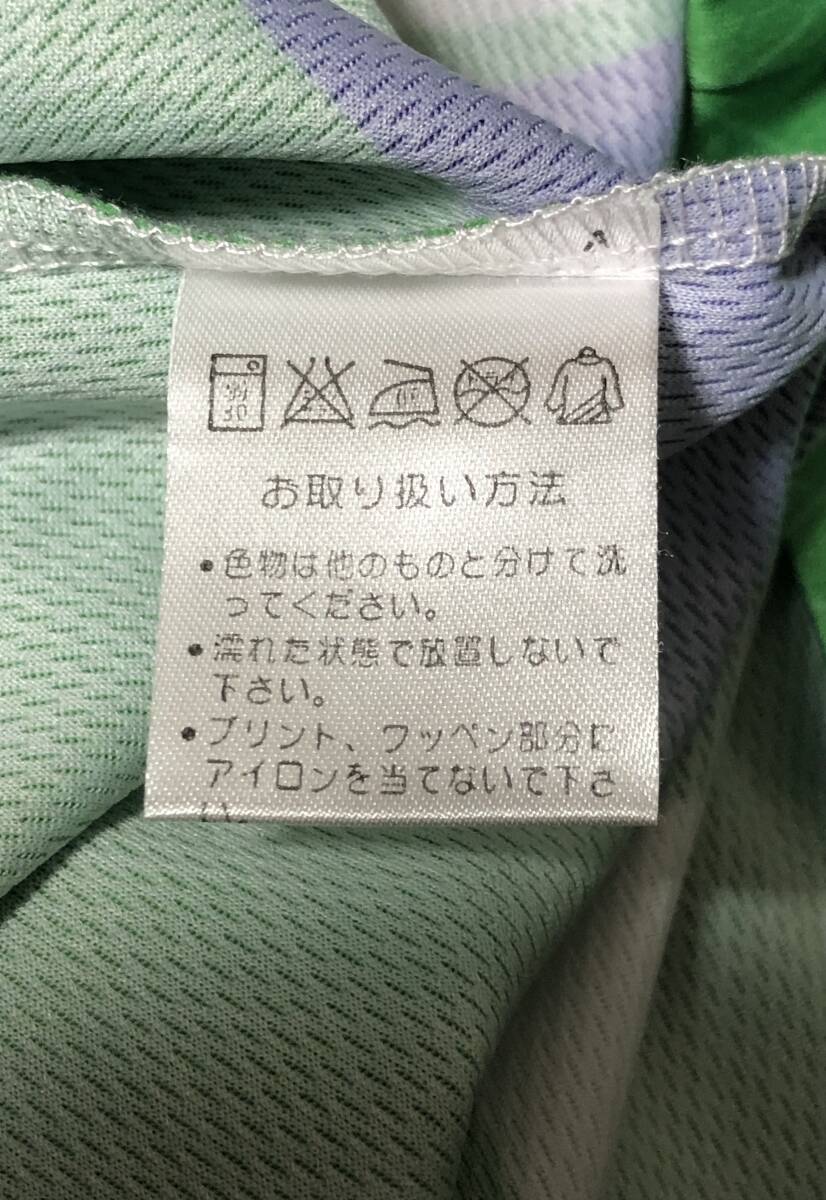 お取り扱い方法
•色物は他のものと分けて洗
ってください。
•濡れた状態で放置しないで
下さい。
•プリント、ワッペン部分に
アイロンを当てないで下さ
い。